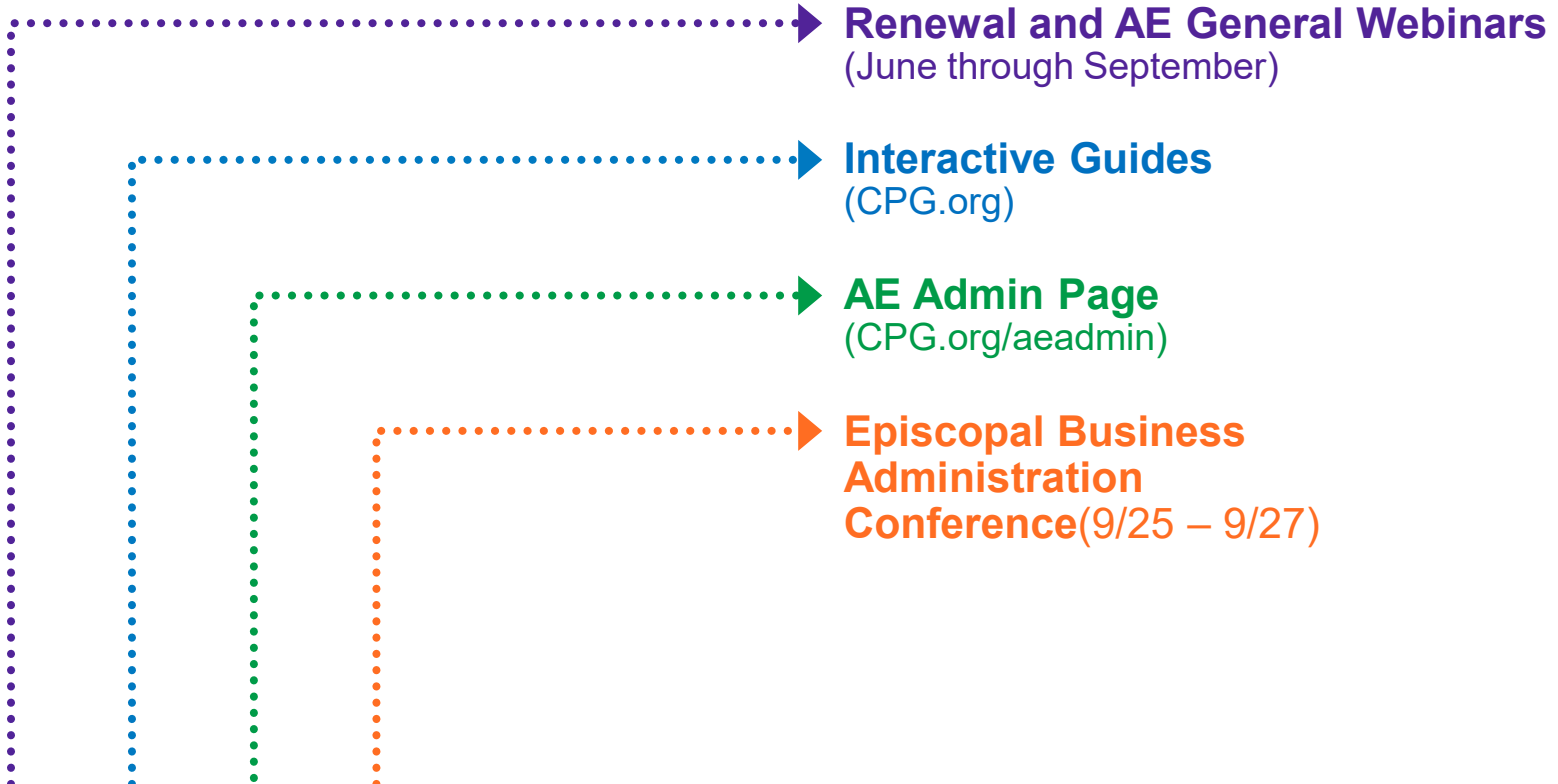 Renewal and AE General Webinars
(June through September)
Interactive Guides
(CPG.org)
AE Admin Page
(CPG.org/aeadmin)
Episcopal Business
Administration
Conference(9/25 – 9/27)